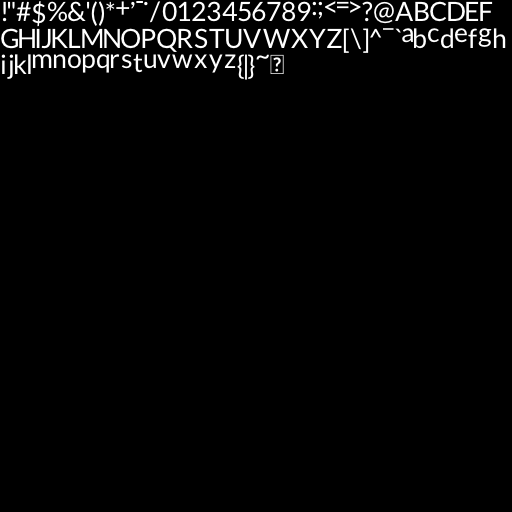 !"#$%&'()*+,-./0123456789:;<=>?@ABCDEF
GHIJKLMNOPQRSTUVWXYZ[\]^_`abcdefgh
ijklmnopqrstuvwxyz{|}~